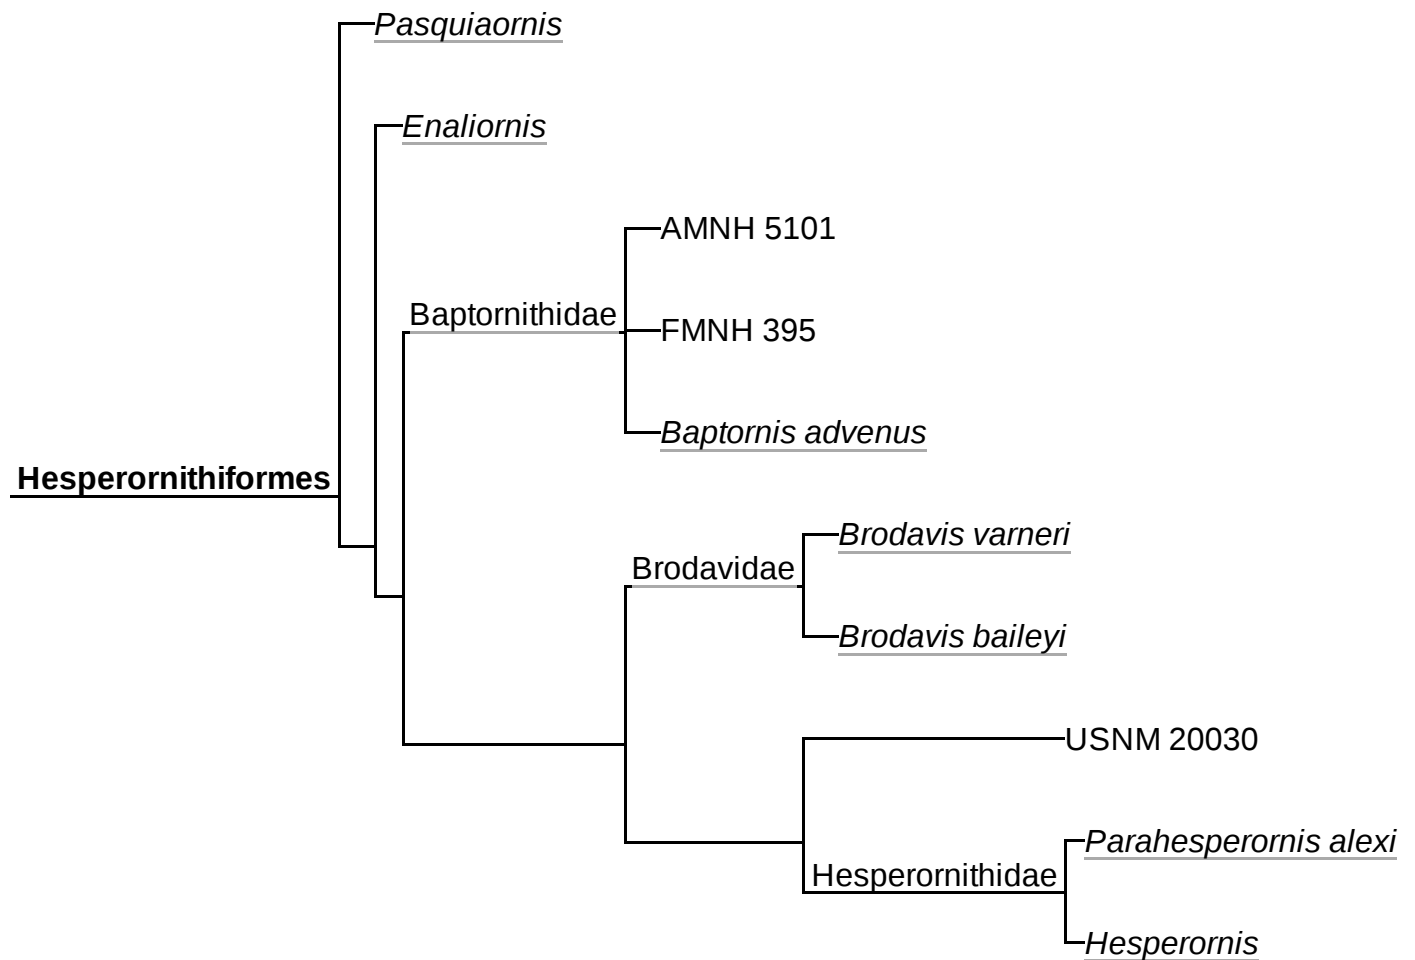 Pasquiaornis
Enaliornis
AMNH 5101
Baptornithidae
FMNH 395
Baptornis advenus
Hesperornithiformes
Brodavis varneri
Brodavidae
Brodavis baileyi
USNM 20030
Parahesperornis alexi
Hesperornithidae
Hesperornis